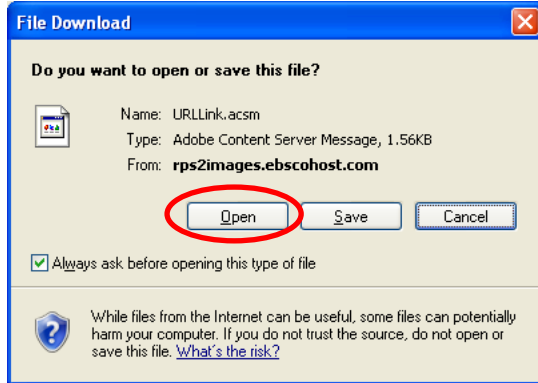 File Download
Do you want to open or save this file?
Name: URLLink.acsm
Type: Adobe Content Server Message, 1.56KB
From: rps2images.ebscohost.com
Open Save Cancel
Always ask before opening this type of file
While files from the Internet can be useful, some files can potentially
harm your computer. If you do not trust the source, do not open or
save this file. What's the risk?